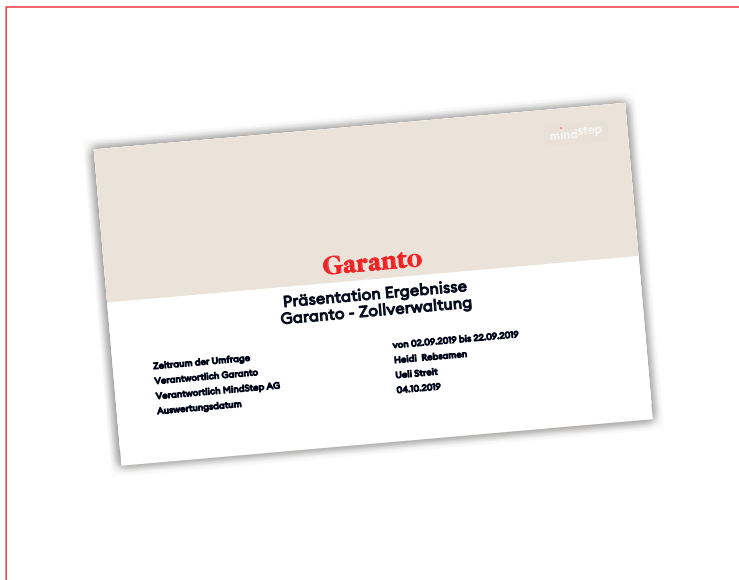 mindstep
Garanto
Präsentation Ergebnisse
Garanto - Zollverwaltung
Zeitraum der Umfrage von 02.09.2019 bis 22.09.2019
Verantwortlich Garanto Heidi Rebsamen
Verantwortlich MindStep AG Ueli Streit
Auswertungsdatum 04.10.2019